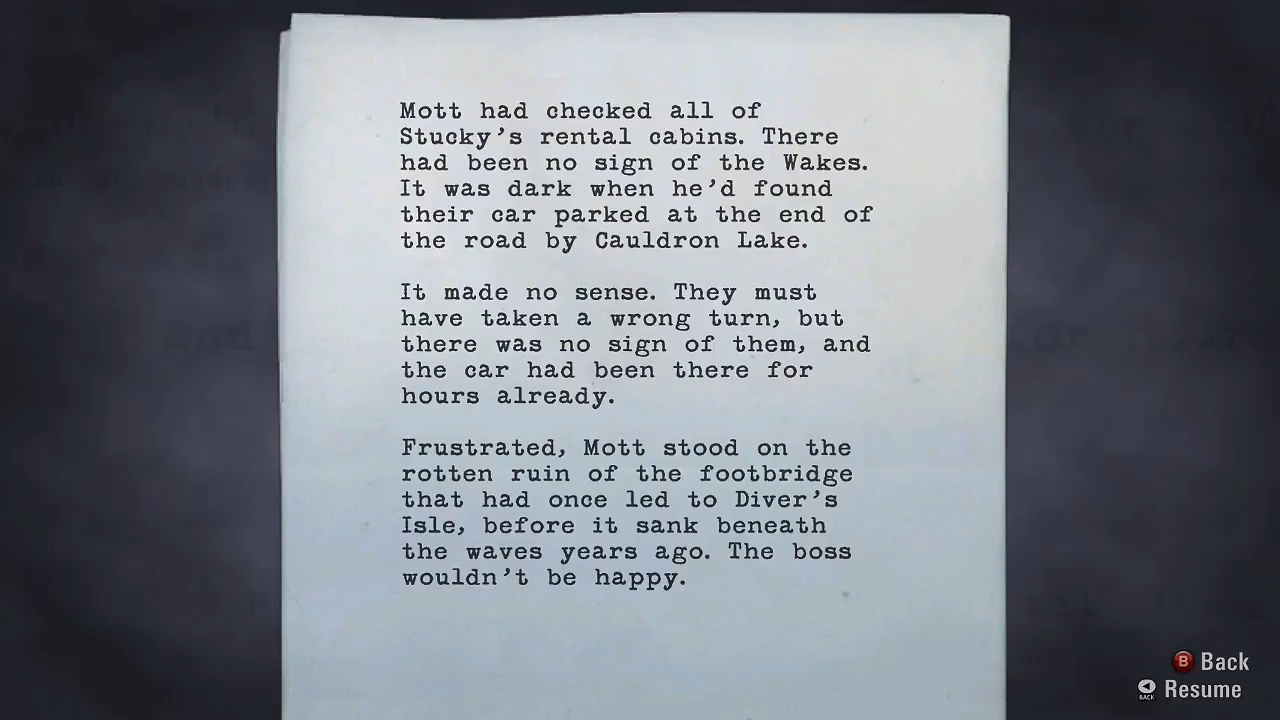 Mott had checked all of
Stucky's rental cabins. There
had been no sign of the Wakes.
It was dark when he'd found
their car parked at the end of
the road by Cauldron Lake.
It made no sense. They must
have taken a wrong turn, but
there was no sign of them, and
the car had been there for
hours already.
Frustrated, Mott stood on the
rotten ruin of the footbridge
that had once led to Diver's
Isle, before it sank beneath
the waves years ago. The boss
wouldn't be happy.
B Back
BACK Resume